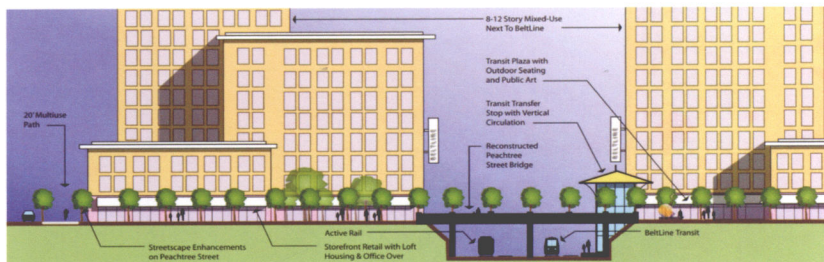 8-12 Story Mixed-Use
Next To BeltLine
Transit Plaza with
Outdoor Seating
and Public Art
20' Multiuse
Path
Transit Transfer
Stop with Vertical
Circulation
BELTLINE
BELTLINE
Reconstructed
Peachtree
Street Bridge
Active Rail
BeltLine Transit
Streetscape Enhancements
on Peachtree Street
Storefront Retail with Loft
Housing & Office Over